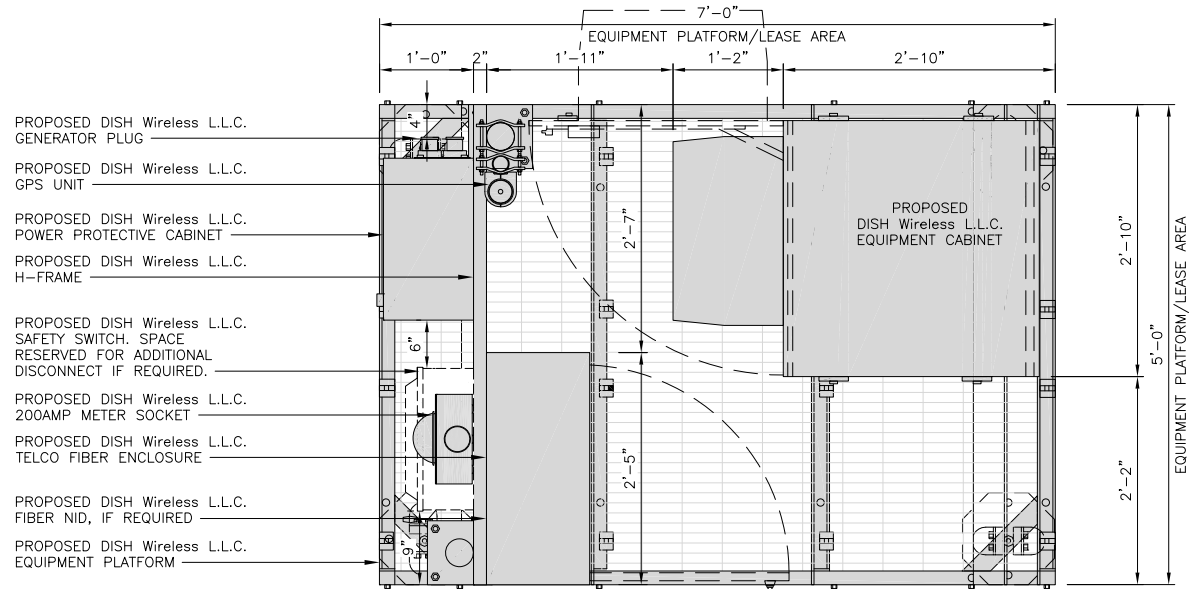 7'-0"
EQUIPMENT PLATFORM/LEASE AREA
1'-0"
2"
1'-11"
1'-2"
2'-10"
PROPOSED DISH Wireless L.L.C.
GENERATOR PLUG
PROPOSED DISH Wireless L.L.C.
GPS UNIT
PROPOSED DISH Wireless L.L.C.
POWER PROTECTIVE CABINET
PROPOSED DISH Wireless L.L.C.
H-FRAME
PROPOSED DISH Wireless L.L.C.
SAFETY SWITCH. SPACE
RESERVED FOR ADDITIONAL
DISCONNECT IF REQUIRED.
PROPOSED DISH Wireless L.L.C.
200AMP METER SOCKET
PROPOSED DISH Wireless L.L.C.
TELCO FIBER ENCLOSURE
PROPOSED DISH Wireless L.L.C.
FIBER NID, IF REQUIRED
PROPOSED DISH Wireless L.L.C.
EQUIPMENT PLATFORM
4"
6"
9"
2'-7"
2'-5"
PROPOSED
DISH Wireless L.L.C.
EQUIPMENT CABINET
2'-10"
2'-2"
5'-0"
EQUIPMENT PLATFORM/LEASE AREA